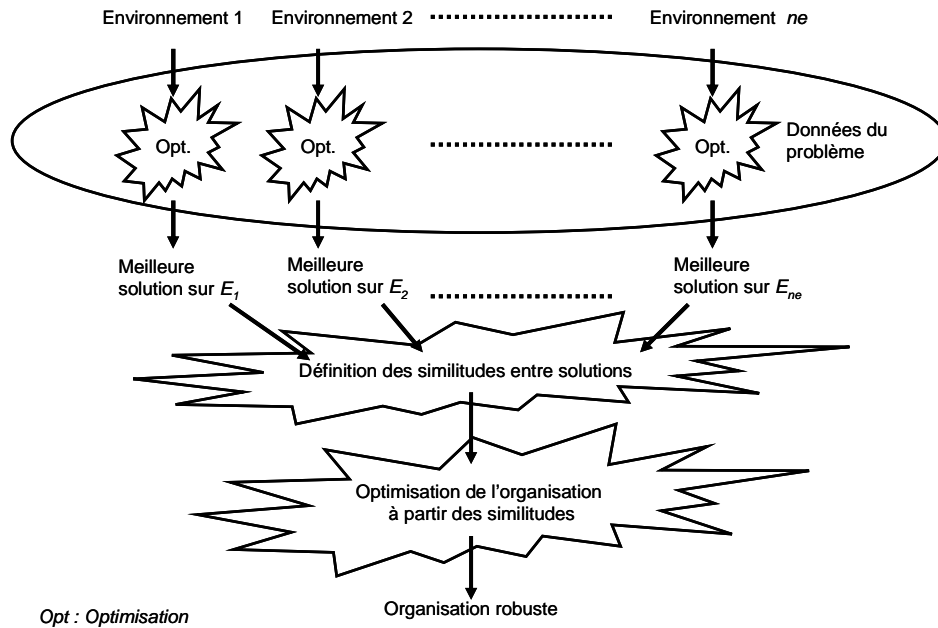 Environnement 1 Environnement 2 Environnement ne
Opt. Opt. Opt.
Données du
problème
Meilleure
solution sur E1
Meilleure
solution sur E2
Meilleure
solution sur Ene
Définition des similitudes entre solutions
Optimisation de l'organisation
à partir des similitudes
Organisation robuste
Opt : Optimisation